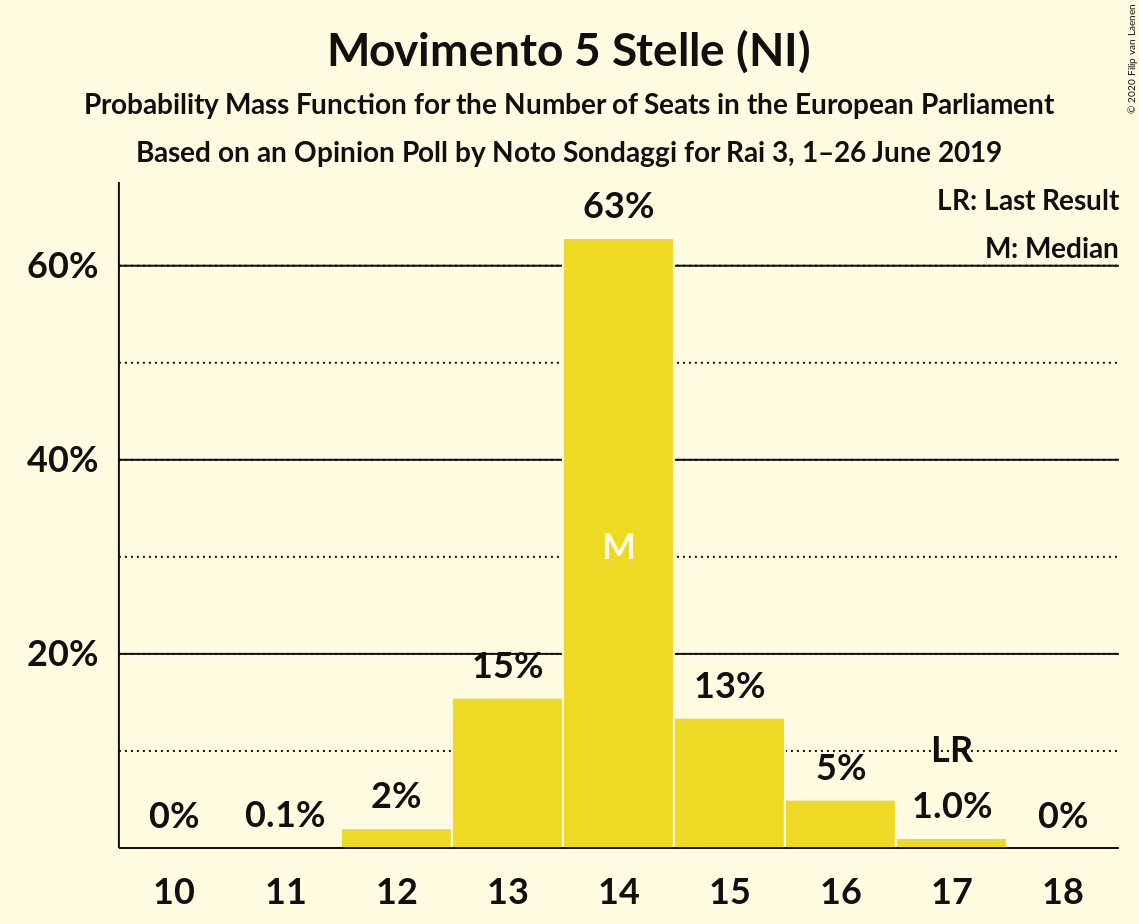 Movimento 5 Stelle (NI)
Probability Mass Function for the Number of Seats in the European Parliament
Based on an Opinion Poll by Noto Sondaggi for Rai 3, 1–26 June 2019
© 2020 Filip van Laenen
LR: Last Result
M: Median
63%
60%
40%
M
20%
15%
13%
LR
5%
2%
1.0%
0%
0.1%
0%
10 11 12 13 14 15 16 17 18